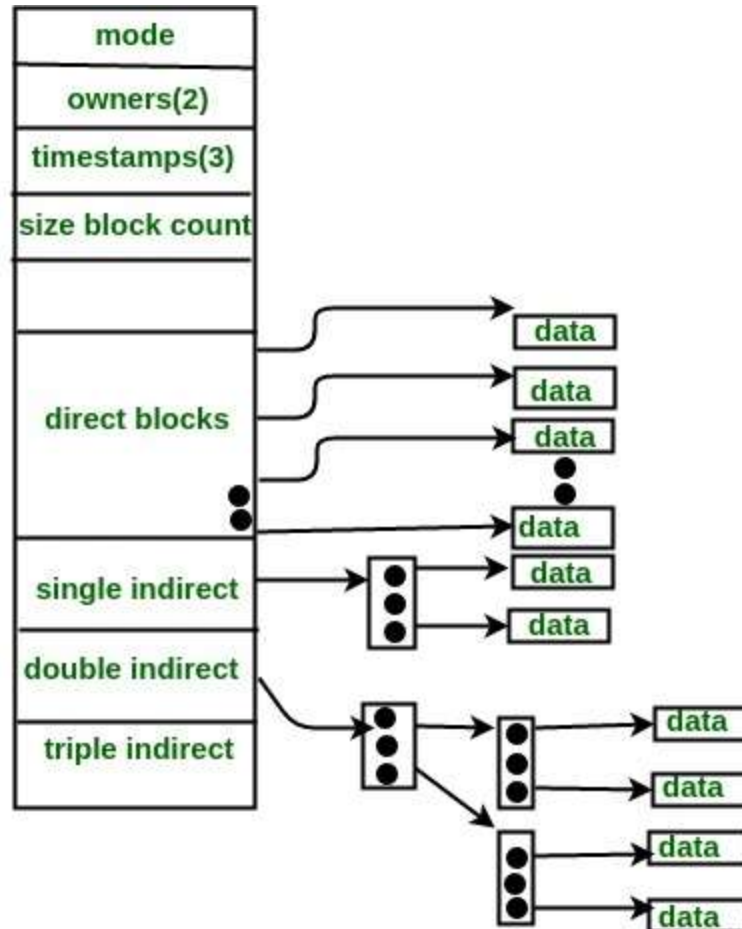 mode
owners(2)
timestamps(3)
size block count
data
direct blocks
data
data
data
single indirect
data
data
double indirect
data
triple indirect
data
data
data